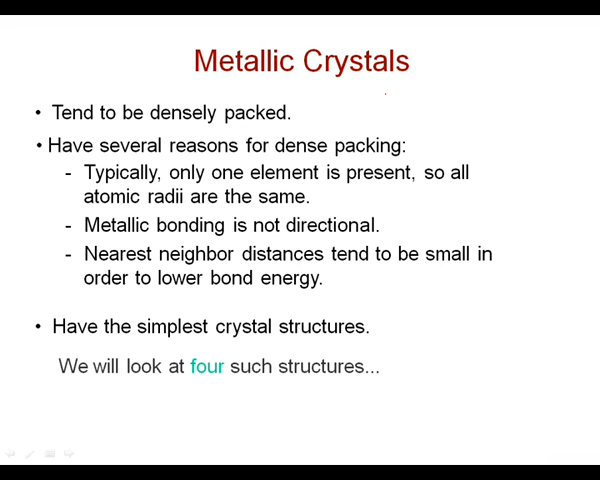 Metallic Crystals
• Tend to be densely packed.
• Have several reasons for dense packing:
- Typically, only one element is present, so all
atomic radii are the same.
- Metallic bonding is not directional.
- Nearest neighbor distances tend to be small in
order to lower bond energy.
• Have the simplest crystal structures.
We will look at four such structures...